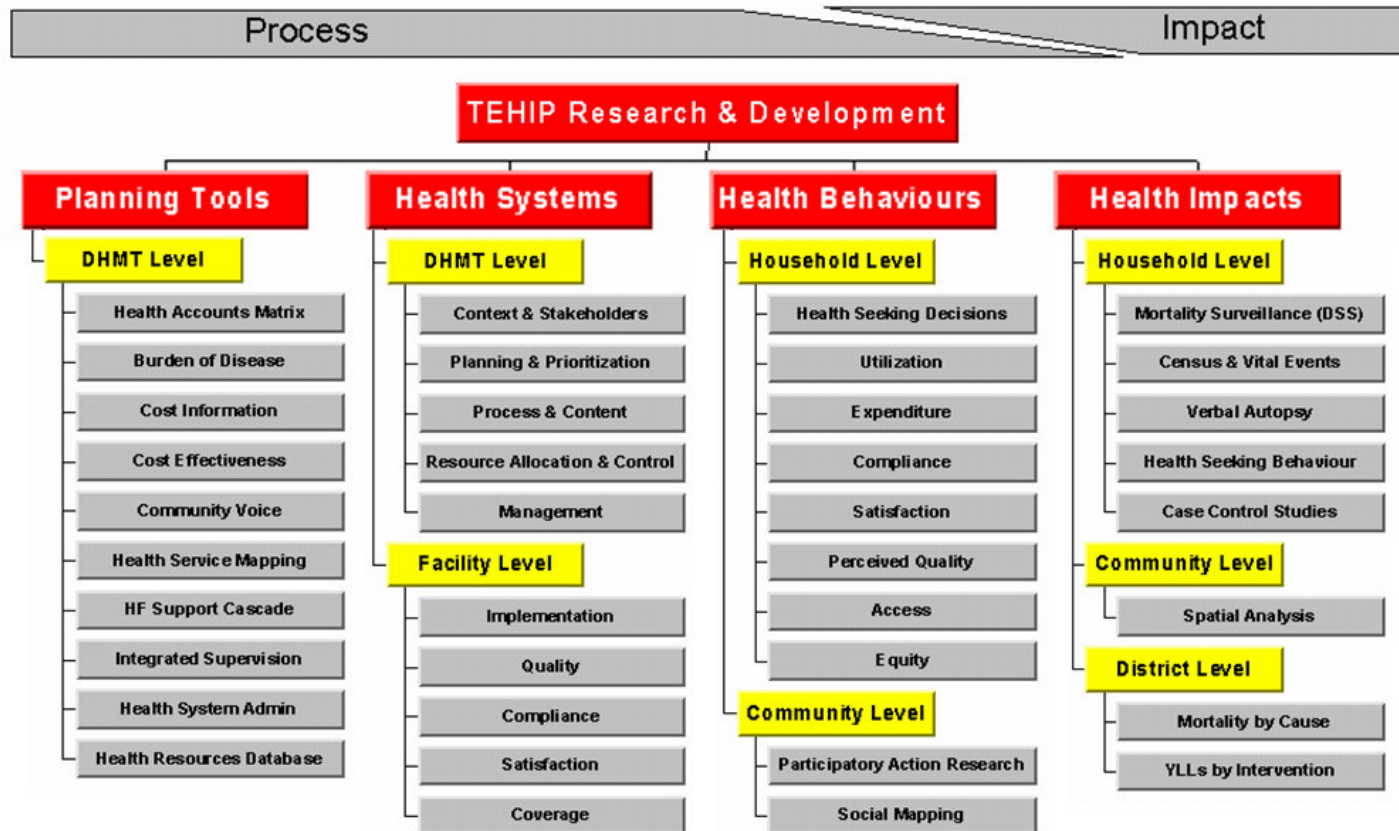 Process
Impact
TEHIP Research & Development
Planning Tools
DHMT Level
Health Accounts Matrix
Burden of Disease
Cost Information
Cost Effectiveness
Community Voice
Health Service Mapping
HF Support Cascade
Integrated Supervision
Health System Admin
Health Resources Database
Health Systems
DHMT Level
Context & Stakeholders
Planning & Prioritization
Process & Content
Resource Allocation & Control
Management
Facility Level
Implementation
Quality
Compliance
Satisfaction
Coverage
Health Behaviours
Household Level
Health Seeking Decisions
Utilization
Expenditure
Compliance
Satisfaction
Perceived Quality
Access
Equity
Community Level
Participatory Action Research
Social Mapping
Health Impacts
Household Level
Mortality Surveillance (DSS)
Census & Vital Events
Verbal Autopsy
Health Seeking Behaviour
Case Control Studies
Community Level
Spatial Analysis
District Level
Mortality by Cause
YLLs by Intervention